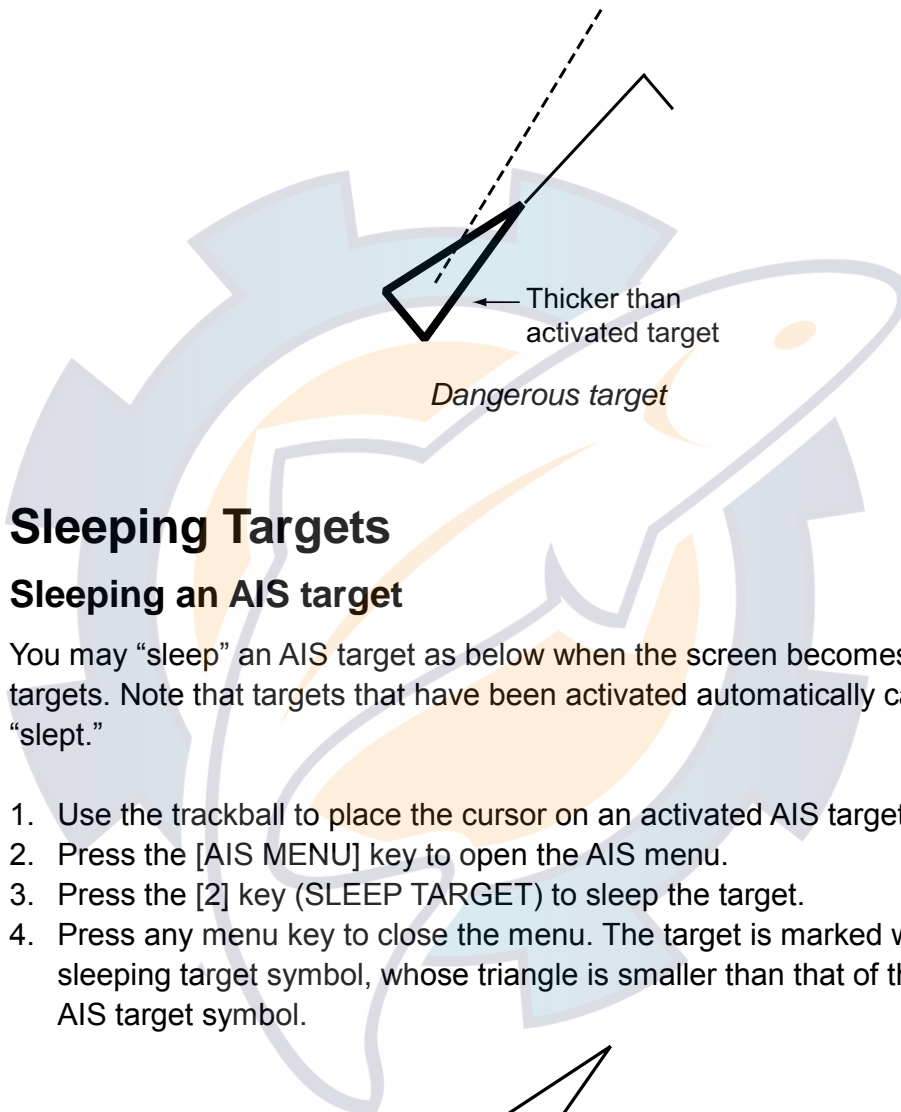 Thicker than
activated target
Dangerous target
Sleeping Targets
Sleeping an AIS target
You may “sleep” an AIS target as below when the screen becomes
targets. Note that targets that have been activated automatically
“slept.”
1. Use the trackball to place the cursor on an activated AIS target
2. Press the [AIS MENU] key to open the AIS menu.
3. Press the [2] key (SLEEP TARGET) to sleep the target.
4. Press any menu key to close the menu. The target is marked
sleeping target symbol, whose triangle is smaller than that of
AIS target symbol.